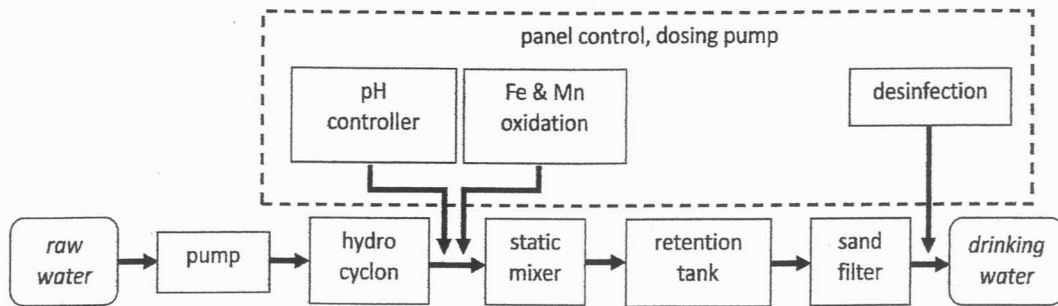 panel control, dosing pump
pH
controller
Fe & Mn
oxidation
desinfection
raw
water
pump
hydro
cyclon
static
mixer
retention
tank
sand
filter
drinking
water